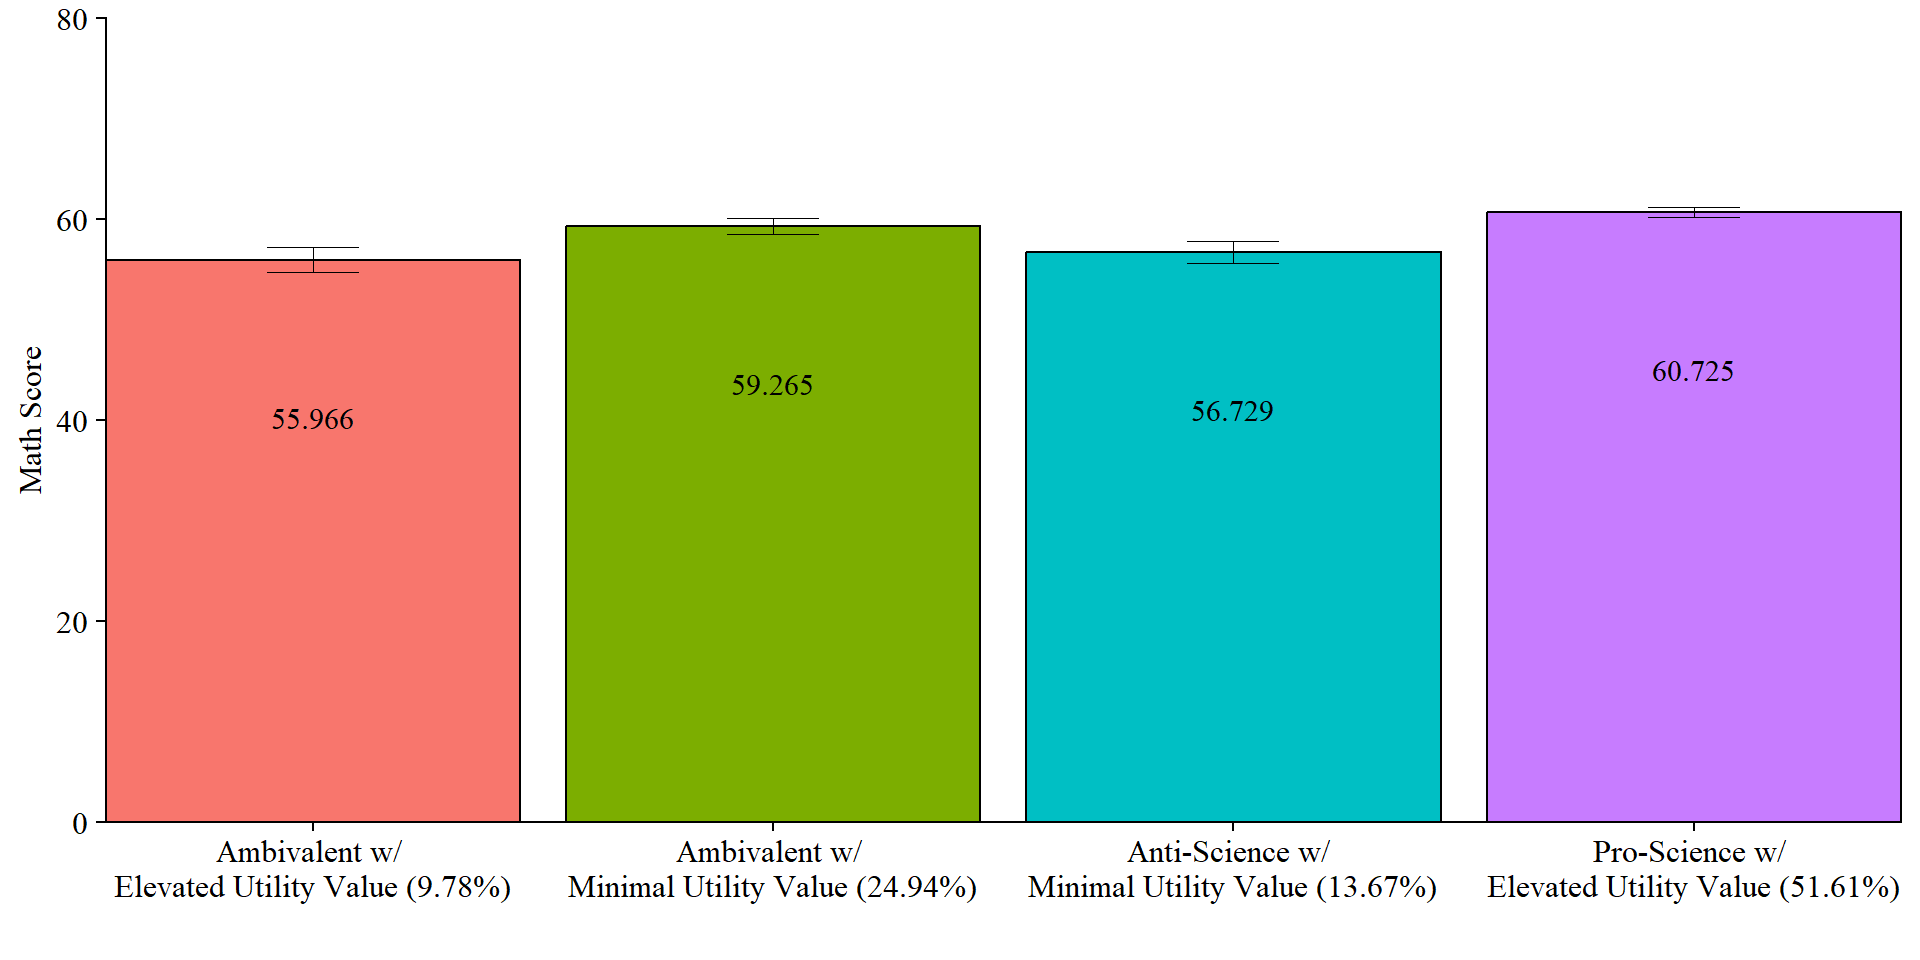 80
60
40
20
0
Math Score
55.966
59.265
56.729
60.725
Ambivalent w/
Elevated Utility Value (9.78%)
Ambivalent w/
Minimal Utility Value (24.94%)
Anti-Science w/
Minimal Utility Value (13.67%)
Pro-Science w/
Elevated Utility Value (51.61%)